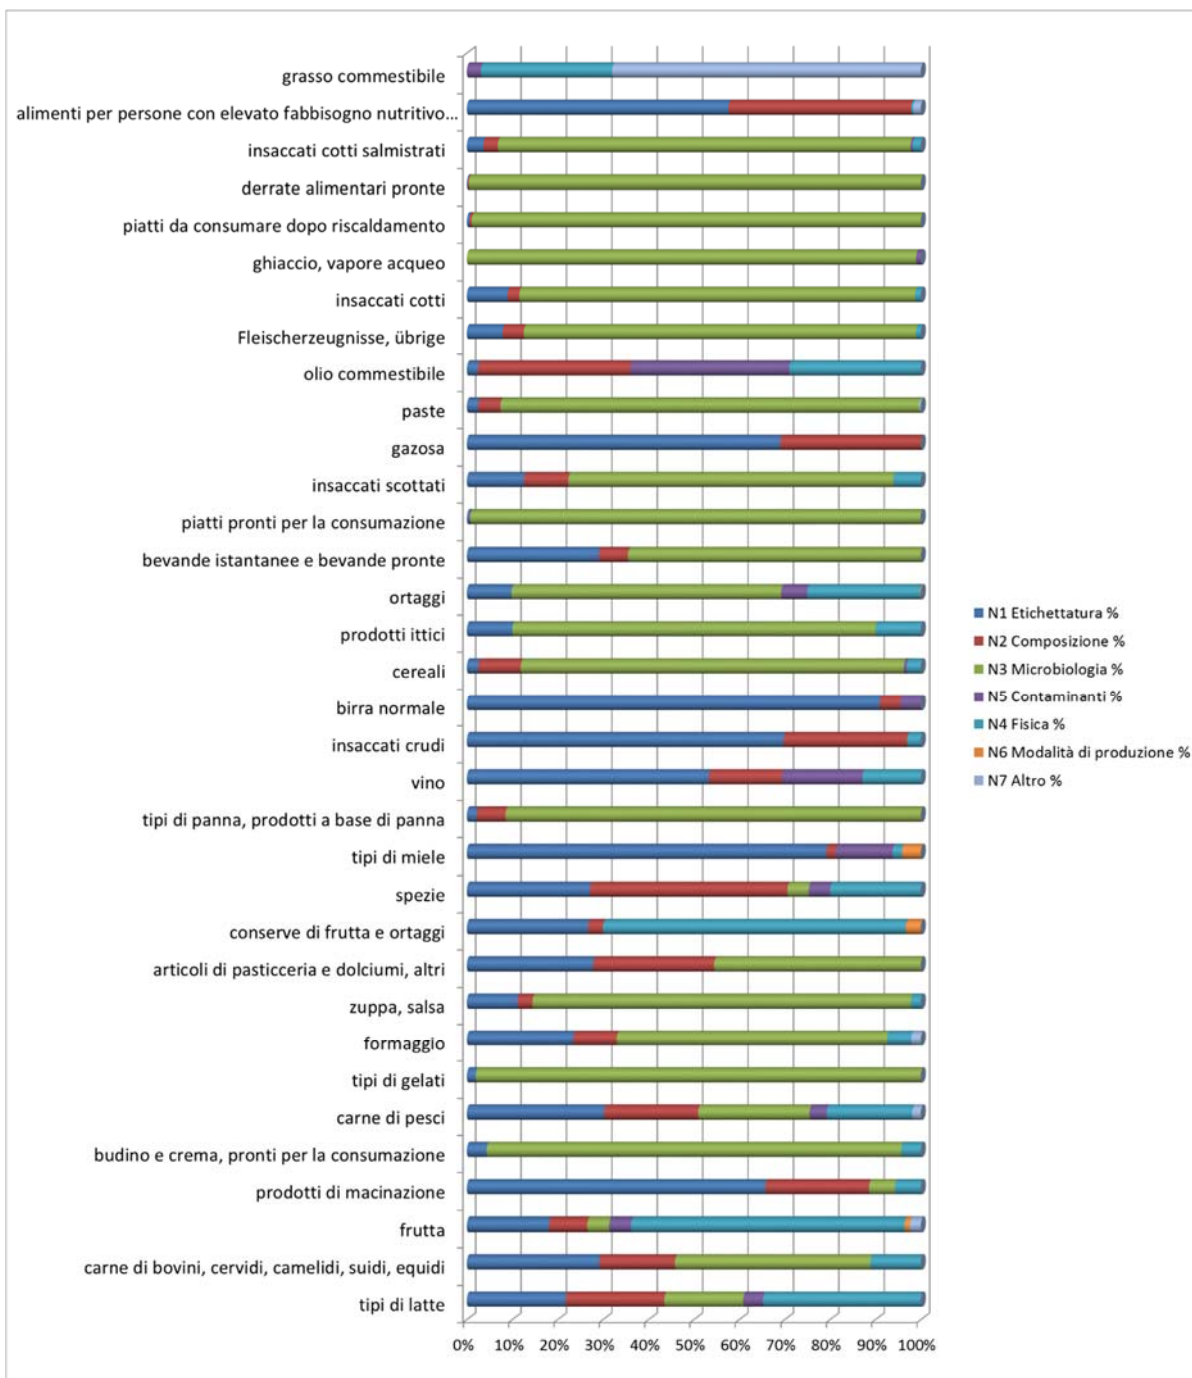 grasso commestibile
alimenti per persone con elevato fabbisogno nutritivo...
insaccati cotti salmistrati
derrate alimentari pronte
piatti da consumare dopo riscaldamento
ghiaccio, vapore acqueo
insaccati cotti
Fleischerzeugnisse, übrige
olio commestibile
paste
gazosa
insaccati scottati
piatti pronti per la consumazione
bevande istantanee e bevande pronte
ortaggi
prodotti ittici
cereali
birra normale
insaccati crudi
vino
tipi di panna, prodotti a base di panna
tipi di miele
spezie
conserve di frutta e ortaggi
articoli di pasticceria e dolciumi, altri
zuppa, salsa
formaggio
tipi di gelati
carne di pesci
budino e crema, pronti per la consumazione
prodotti di macinazione
frutta
carne di bovini, cervidi, camelidi, suidi, equidi
tipi di latte
0% 10% 20% 30% 40% 50% 60% 70% 80% 90% 100%
N1 Etichettatura %
N2 Composizione %
N3 Microbiologia %
N5 Contaminanti %
N4 Fisica %
N6 Modalità di produzione %
N7 Altro %